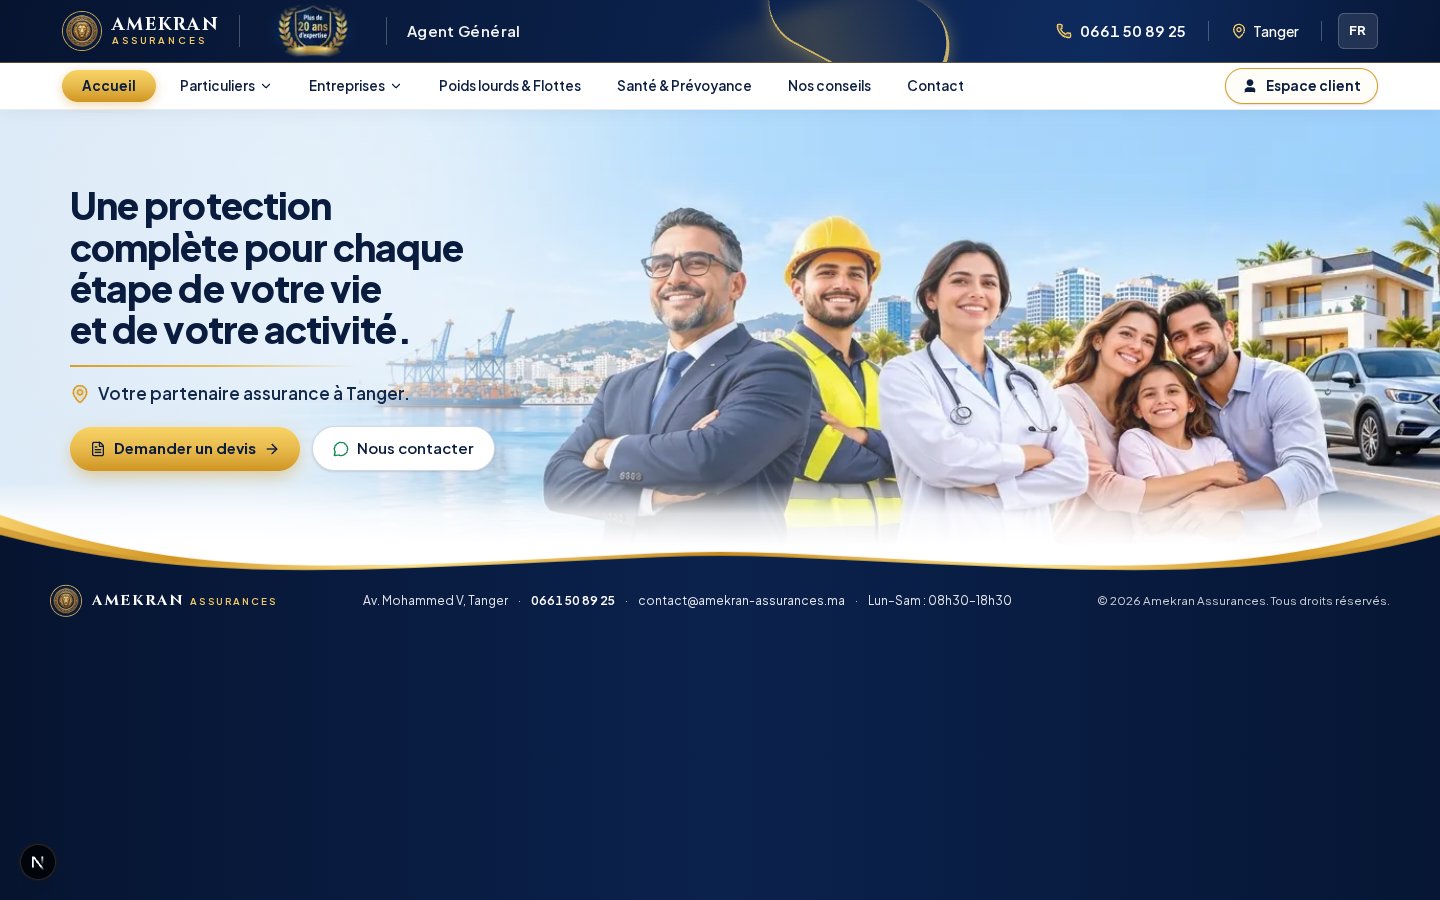 AMEKRAN
ASSURANCES
Plus de
20 ans
d'expertise
Agent Général
0661 50 89 25
Tanger
FR
Accueil
Particuliers
Entreprises
Poids lourds & Flottes
Santé & Prévoyance
Nos conseils
Contact
Espace client
Une protection
complète pour chaque
étape de votre vie
et de votre activité.
Votre partenaire assurance à Tanger.
Demander un devis
Nous contacter
AMEKRAN ASSURANCES
Av. Mohammed V, Tanger · 0661 50 89 25 · contact@amekran-assurances.ma · Lun–Sam : 08h30–18h30
© 2026 Amekran Assurances. Tous droits réservés.
N